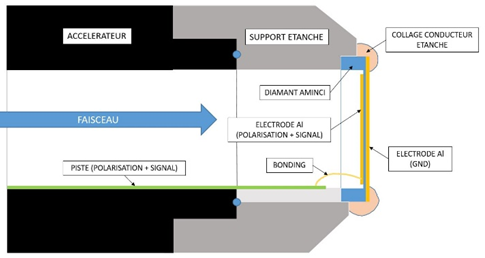 ACCELERATEUR
SUPPORT ETANCHE
COLLAGE CONDUCTEUR
ETANCHE
DIAMANT AMINCI
FAISCEAU
ELECTRODE Al
(POLARISATION + SIGNAL)
PISTE (POLARISATION + SIGNAL)
BONDING
ELECTRODE Al
(GND)